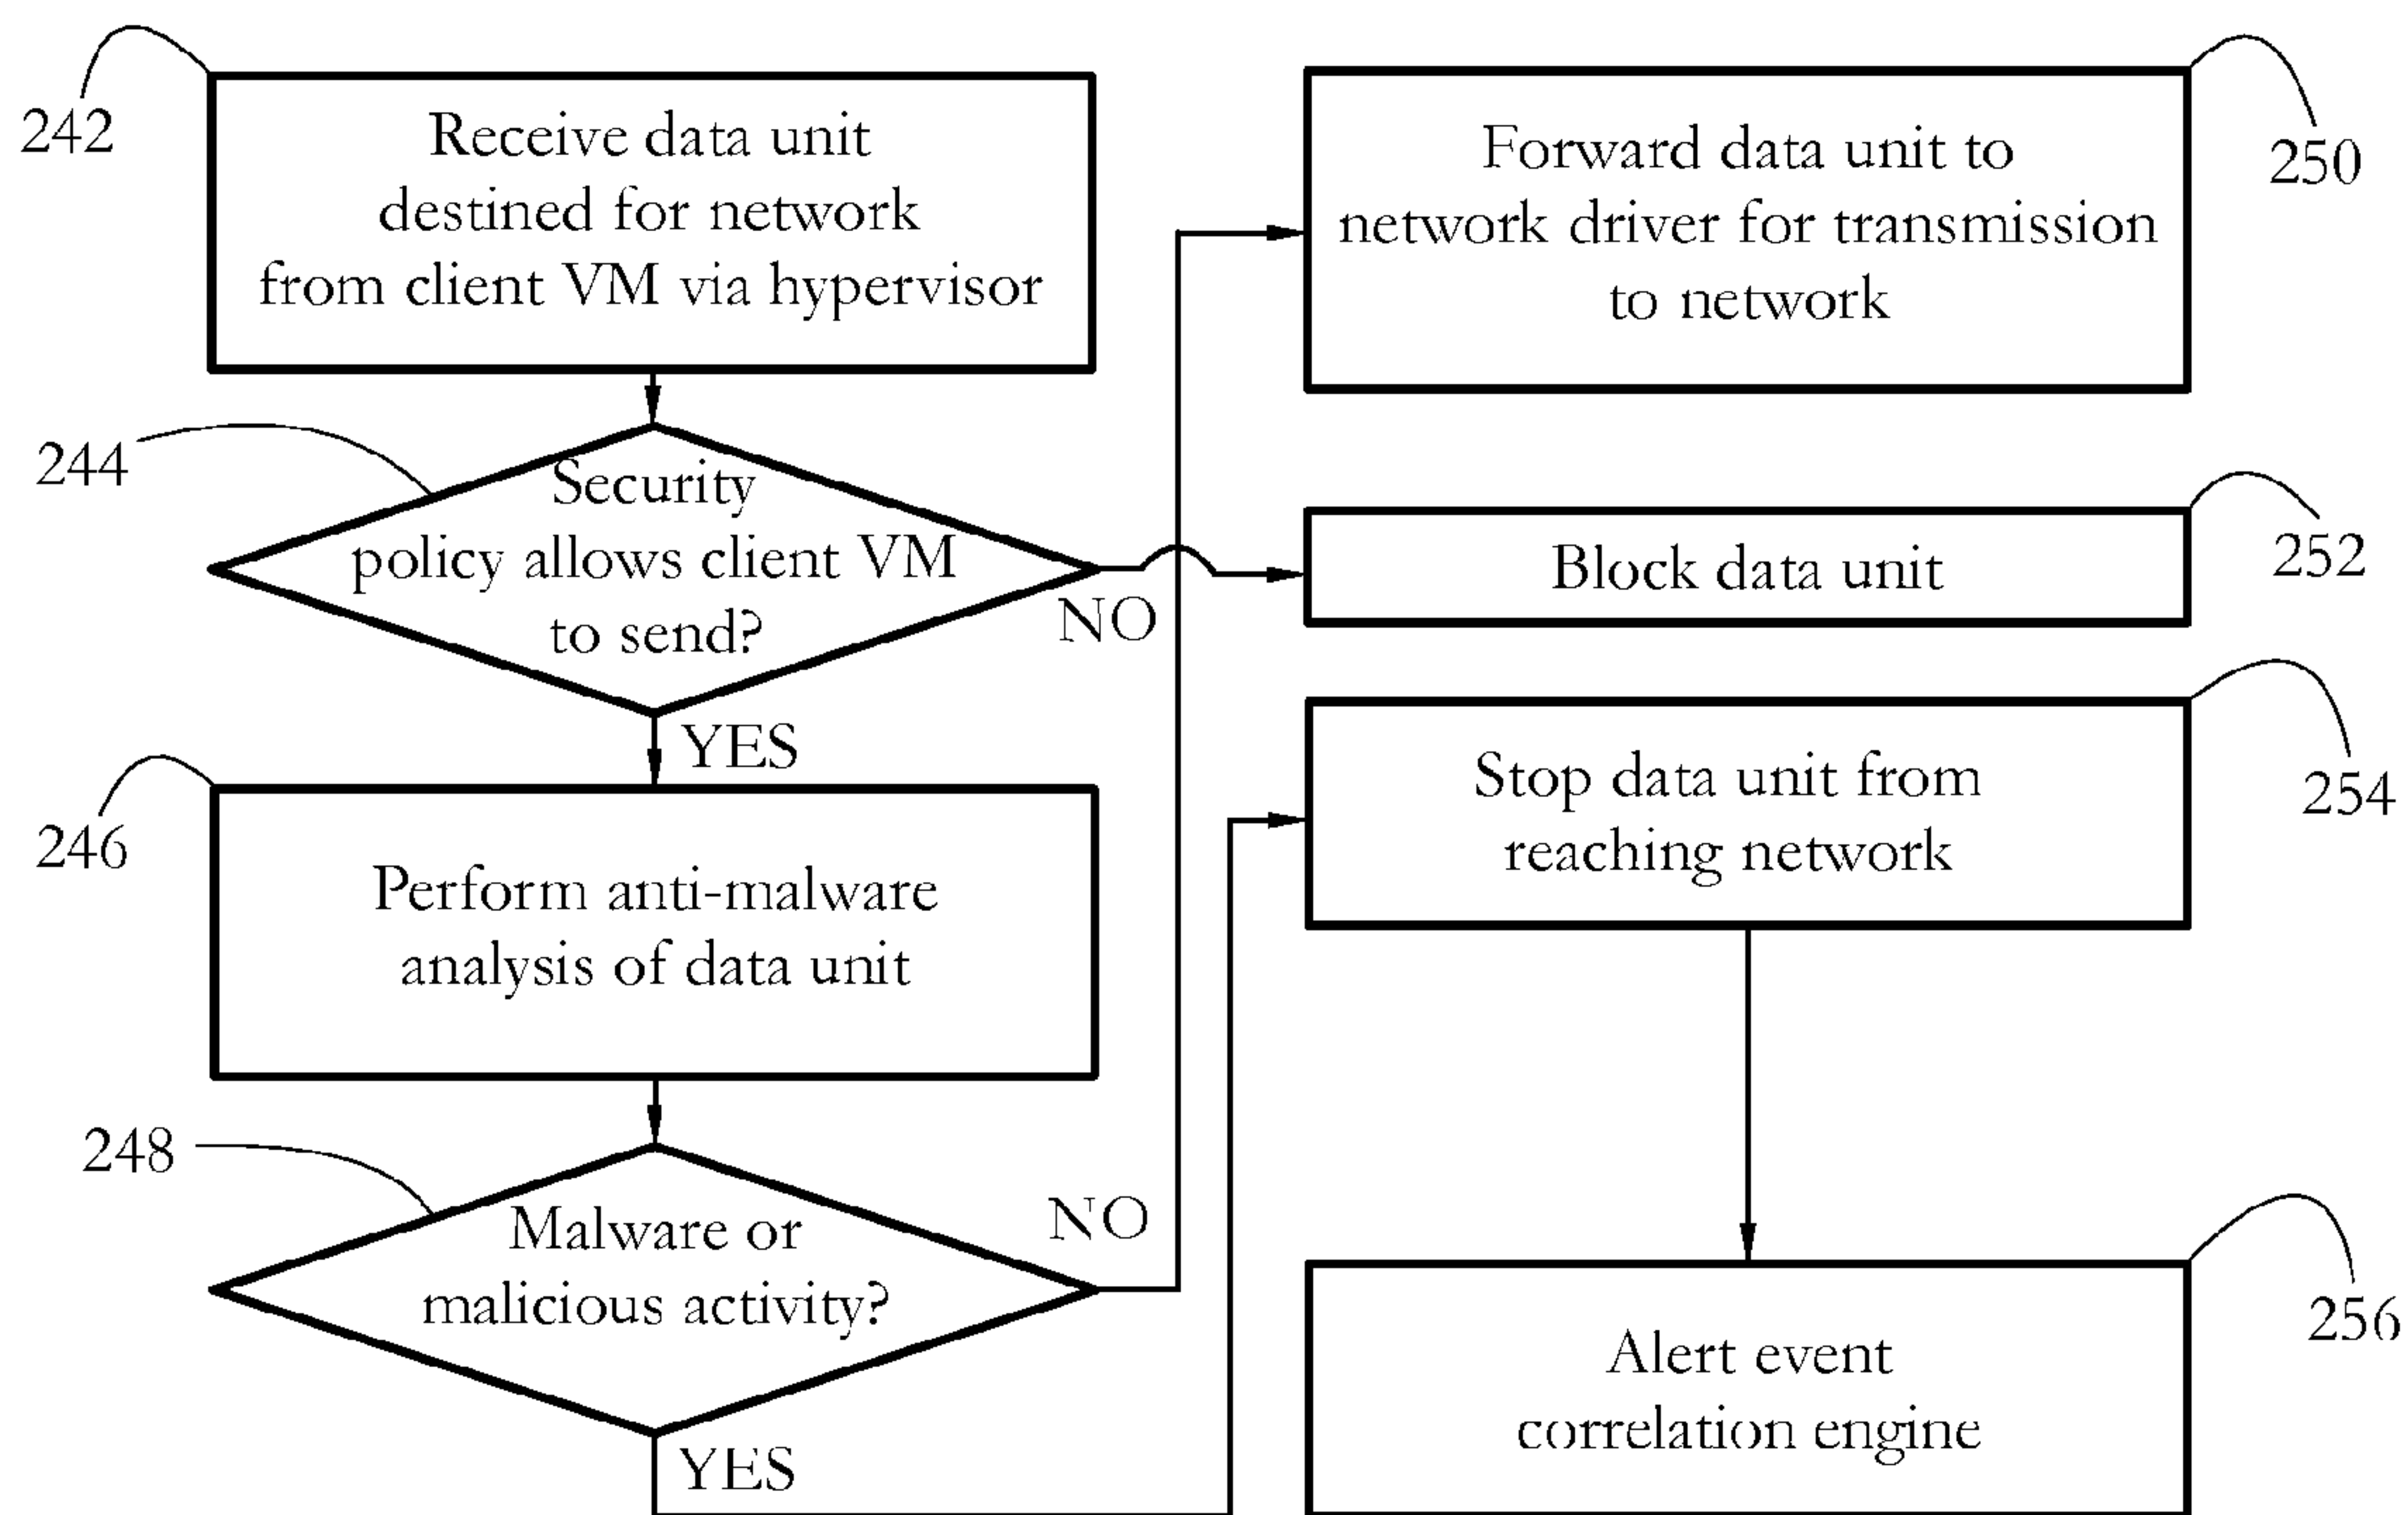 242
Receive data unit
destined for network
from client VM via hypervisor
244
Security
policy allows client VM
to send?
NO
YES
246
Perform anti-malware
analysis of data unit
248
Malware or
malicious activity?
NO
YES
250
Forward data unit to
network driver for transmission
to network
252
Block data unit
254
Stop data unit from
reaching network
256
Alert event
correlation engine